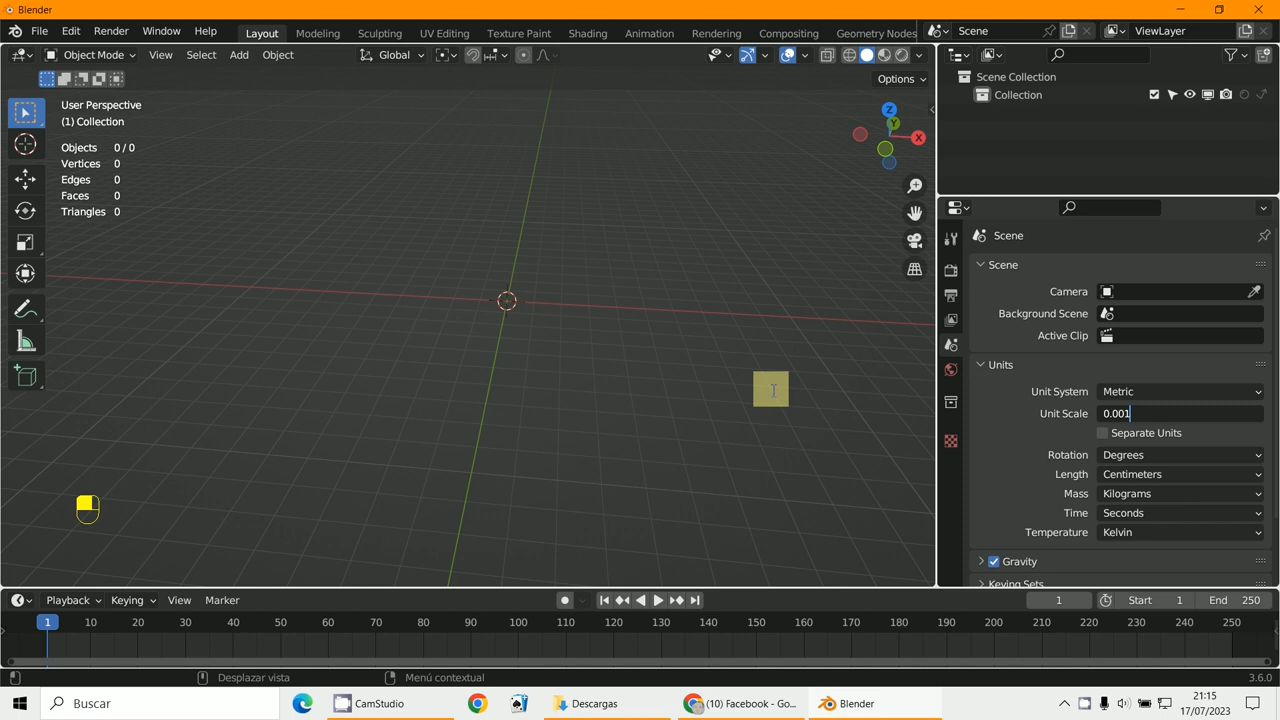 Blender
File Edit Render Window Help Layout Modeling Sculpting UV Editing Texture Paint Shading Animation Rendering Compositing Geometry Nodes Scene ViewLayer
Object Mode View Select Add Object Global
Options
User Perspective
(1) Collection
Objects 0 / 0
Vertices 0
Edges 0
Faces 0
Triangles 0
Z
Y
X
Scene Collection
Collection
Scene
Scene
Camera
Background Scene
Active Clip
Units
Unit System Metric
Unit Scale 0.001
Separate Units
Rotation Degrees
Length Centimeters
Mass Kilograms
Time Seconds
Temperature Kelvin
Gravity
Keying Sets
Playback Keying View Marker 1 Start 1 End 250
1 10 20 30 40 50 60 70 80 90 100 110 120 130 140 150 160 170 180 190 200 210 220 230 240 250
Desplazar vista Menú contextual 3.6.0
Buscar CamStudio Descargas (10) Facebook - Go... Blender
21:15
17/07/2023